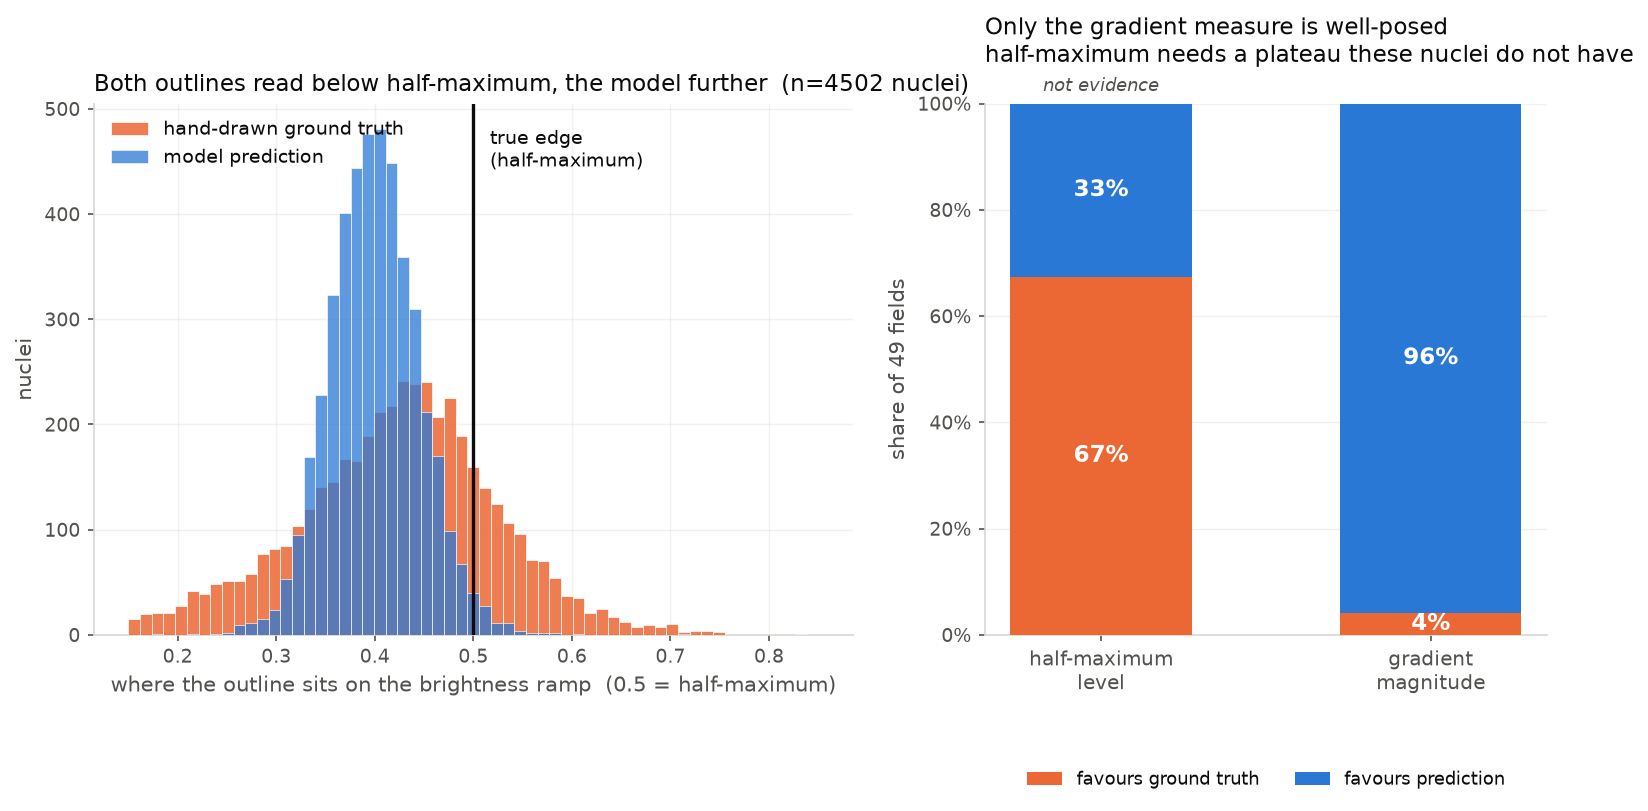 Both outlines read below half-maximum, the model further  (n=4502 nuclei)
hand-drawn ground truth
model prediction
true edge
(half-maximum)
nuclei
500
400
300
200
100
0
0.2
0.3
0.4
0.5
0.6
0.7
0.8
where the outline sits on the brightness ramp  (0.5 = half-maximum)
Only the gradient measure is well-posed
half-maximum needs a plateau these nuclei do not have
not evidence
share of 49 fields
100%
80%
60%
40%
20%
0%
33%
67%
96%
4%
half-maximum
level
gradient
magnitude
favours ground truth
favours prediction